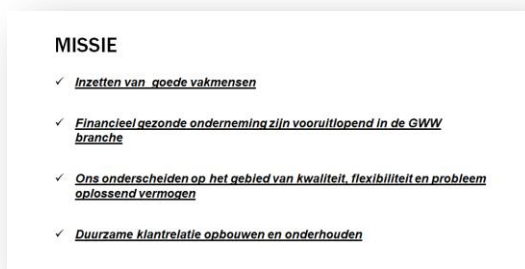 MISSIE
✓ Inzetten van goede vakmensen
✓ Financieel gezonde onderneming zijn vooruitlopend in de GWW
branche
✓ Ons onderscheiden op het gebied van kwaliteit, flexibiliteit en probleem
oplossend vermogen
✓ Duurzame klantrelatie opbouwen en onderhouden